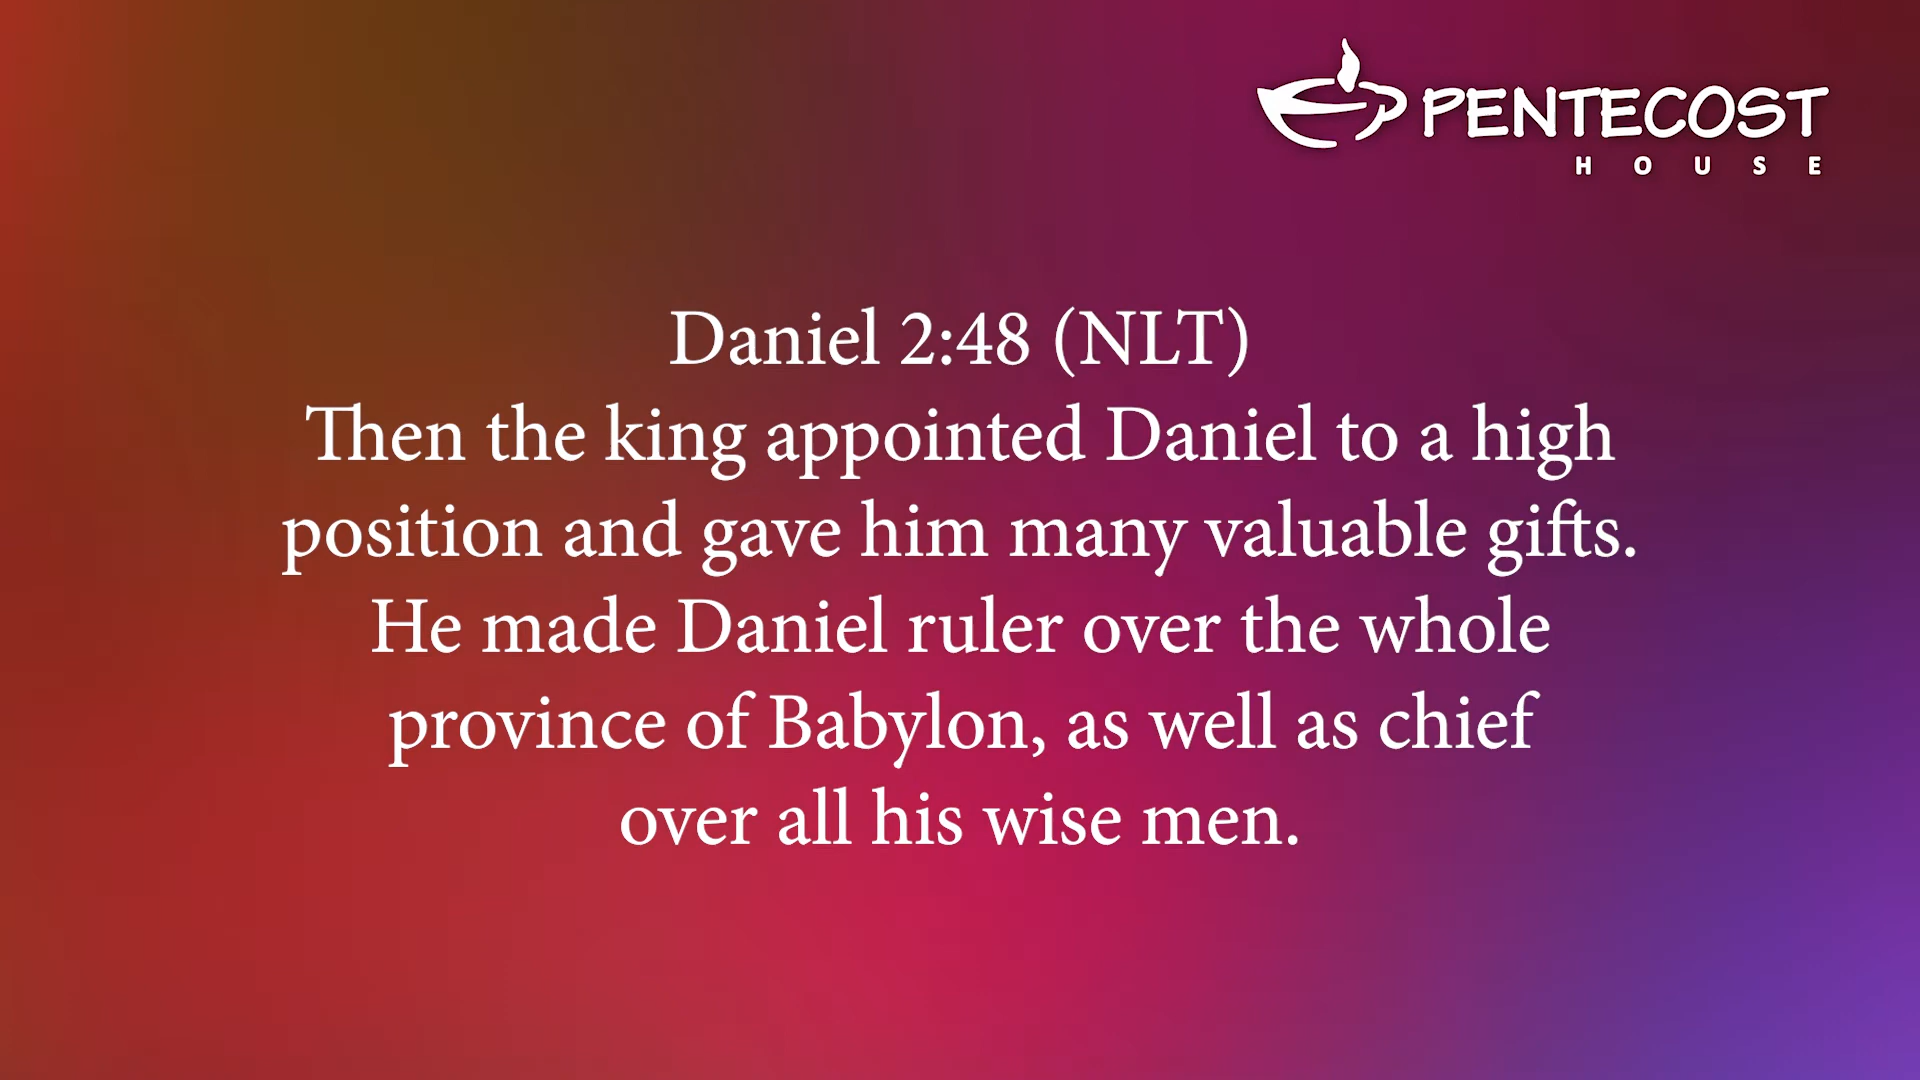 PENTECOST
HOUSE
Daniel 2:48 (NLT)
Then the king appointed Daniel to a high
position and gave him many valuable gifts.
He made Daniel ruler over the whole
province of Babylon, as well as chief
over all his wise men.